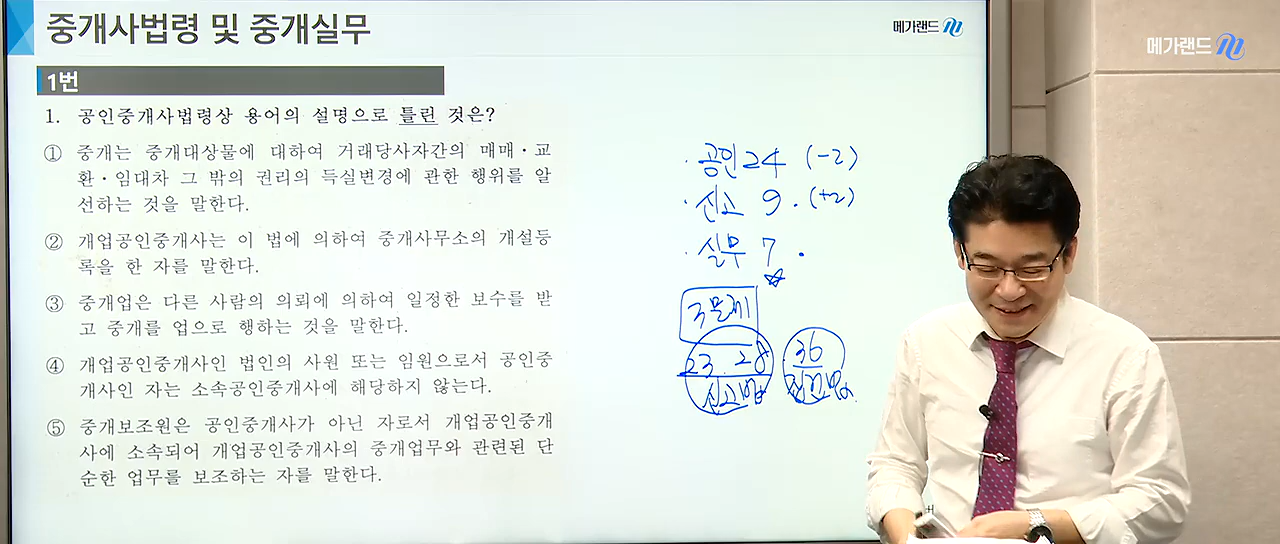 중개사법령 및 중개실무
메가랜드
메가랜드
1번
1. 공인중개사법령상 용어의 설명으로 틀린 것은?
① 중개는 중개대상물에 대하여 거래당사자간의 매매·교
환·임대차 그 밖의 권리의 득실변경에 관한 행위를 알
선하는 것을 말한다.
② 개업공인중개사는 이 법에 의하여 중개사무소의 개설등
록을 한 자를 말한다.
③ 중개업은 다른 사람의 의뢰에 의하여 일정한 보수를 받
고 중개를 업으로 행하는 것을 말한다.
④ 개업공인중개사인 법인의 사원 또는 임원으로서 공인중
개사인 자는 소속공인중개사에 해당하지 않는다.
⑤ 중개보조원은 공인중개사가 아닌 자로서 개업공인중개
사에 소속되어 개업공인중개사의 중개업무와 관련된 단
순한 업무를 보조하는 자를 말한다.
· 공인 24 (-2)
· 신고 9 · (+2)
· 실무 7 ·
3문제
23. 28 36
신고법